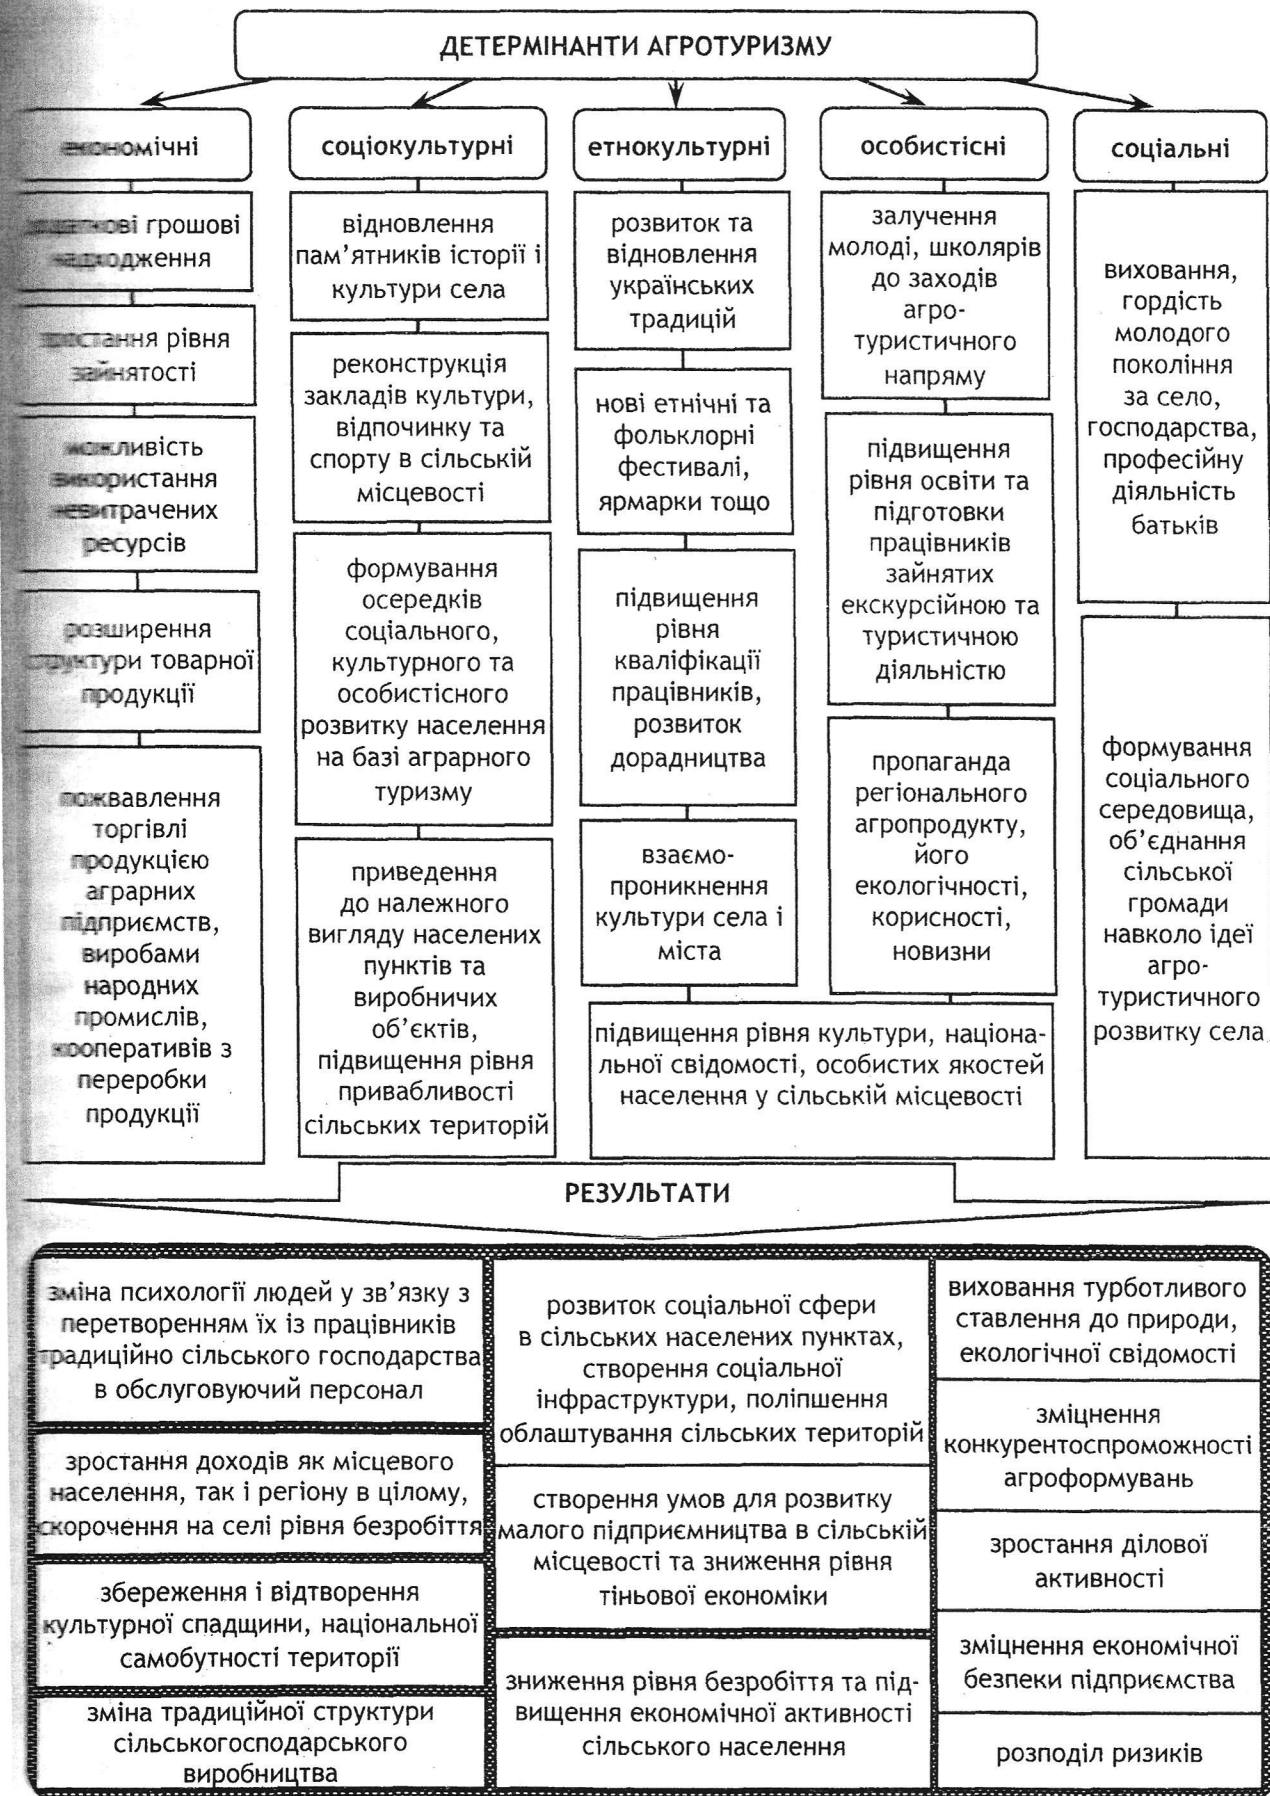 ДЕТЕРМІНАНТИ АГРОТУРИЗМУ
економічні
додаткові грошові
надходження
зростання рівня
зайнятості
можливість
використання
невитрачених
ресурсів
розширення
структури товарної
продукції
пожвавлення
торгівлі
продукцією
аграрних
підприємств,
виробами
народних
промислів,
кооперативів з
переробки
продукції
соціокультурні
відновлення
пам’ятників історії і
культури села
реконструкція
закладів культури,
відпочинку та
спорту в сільській
місцевості
формування
осередків
соціального,
культурного та
особистісного
розвитку населення
на базі аграрного
туризму
приведення
до належного
вигляду населених
пунктів та
виробничих
об’єктів,
підвищення рівня
привабливості
сільських територій
етнокультурні
розвиток та
відновлення
українських
традицій
нові етнічні та
фольклорні
фестивалі,
ярмарки тощо
підвищення
рівня
кваліфікації
працівників,
розвиток
дорадництва
взаємо-
проникнення
культури села і
міста
особистісні
залучення
молоді, школярів
до заходів
агро-
туристичного
напряму
підвищення
рівня освіти та
підготовки
працівників
зайнятих
екскурсійною та
туристичною
діяльністю
пропаганда
регіонального
агропродукту,
його
екологічності,
корисності,
новизни
підвищення рівня культури, націона-
льної свідомості, особистих якостей
населення у сільській місцевості
соціальні
виховання,
гордість
молодого
покоління
за село,
господарства,
професійну
діяльність
батьків
формування
соціального
середовища,
об’єднання
сільської
громади
навколо ідеї
агро-
туристичного
розвитку села
РЕЗУЛЬТАТИ
зміна психології людей у зв’язку з
перетворенням їх із працівників
традиційно сільського господарства
в обслуговуючий персонал
зростання доходів як місцевого
населення, так і регіону в цілому,
скорочення на селі рівня безробіття
збереження і відтворення
культурної спадщини, національної
самобутності території
зміна традиційної структури
сільськогосподарського
виробництва
розвиток соціальної сфери
в сільських населених пунктах,
створення соціальної
інфраструктури, поліпшення
облаштування сільських територій
створення умов для розвитку
малого підприємництва в сільській
місцевості та зниження рівня
тіньової економіки
зниження рівня безробіття та під-
вищення економічної активності
сільського населення
виховання турботливого
ставлення до природи,
екологічної свідомості
зміцнення
конкурентоспроможності
агроформувань
зростання ділової
активності
зміцнення економічної
безпеки підприємства
розподіл ризиків